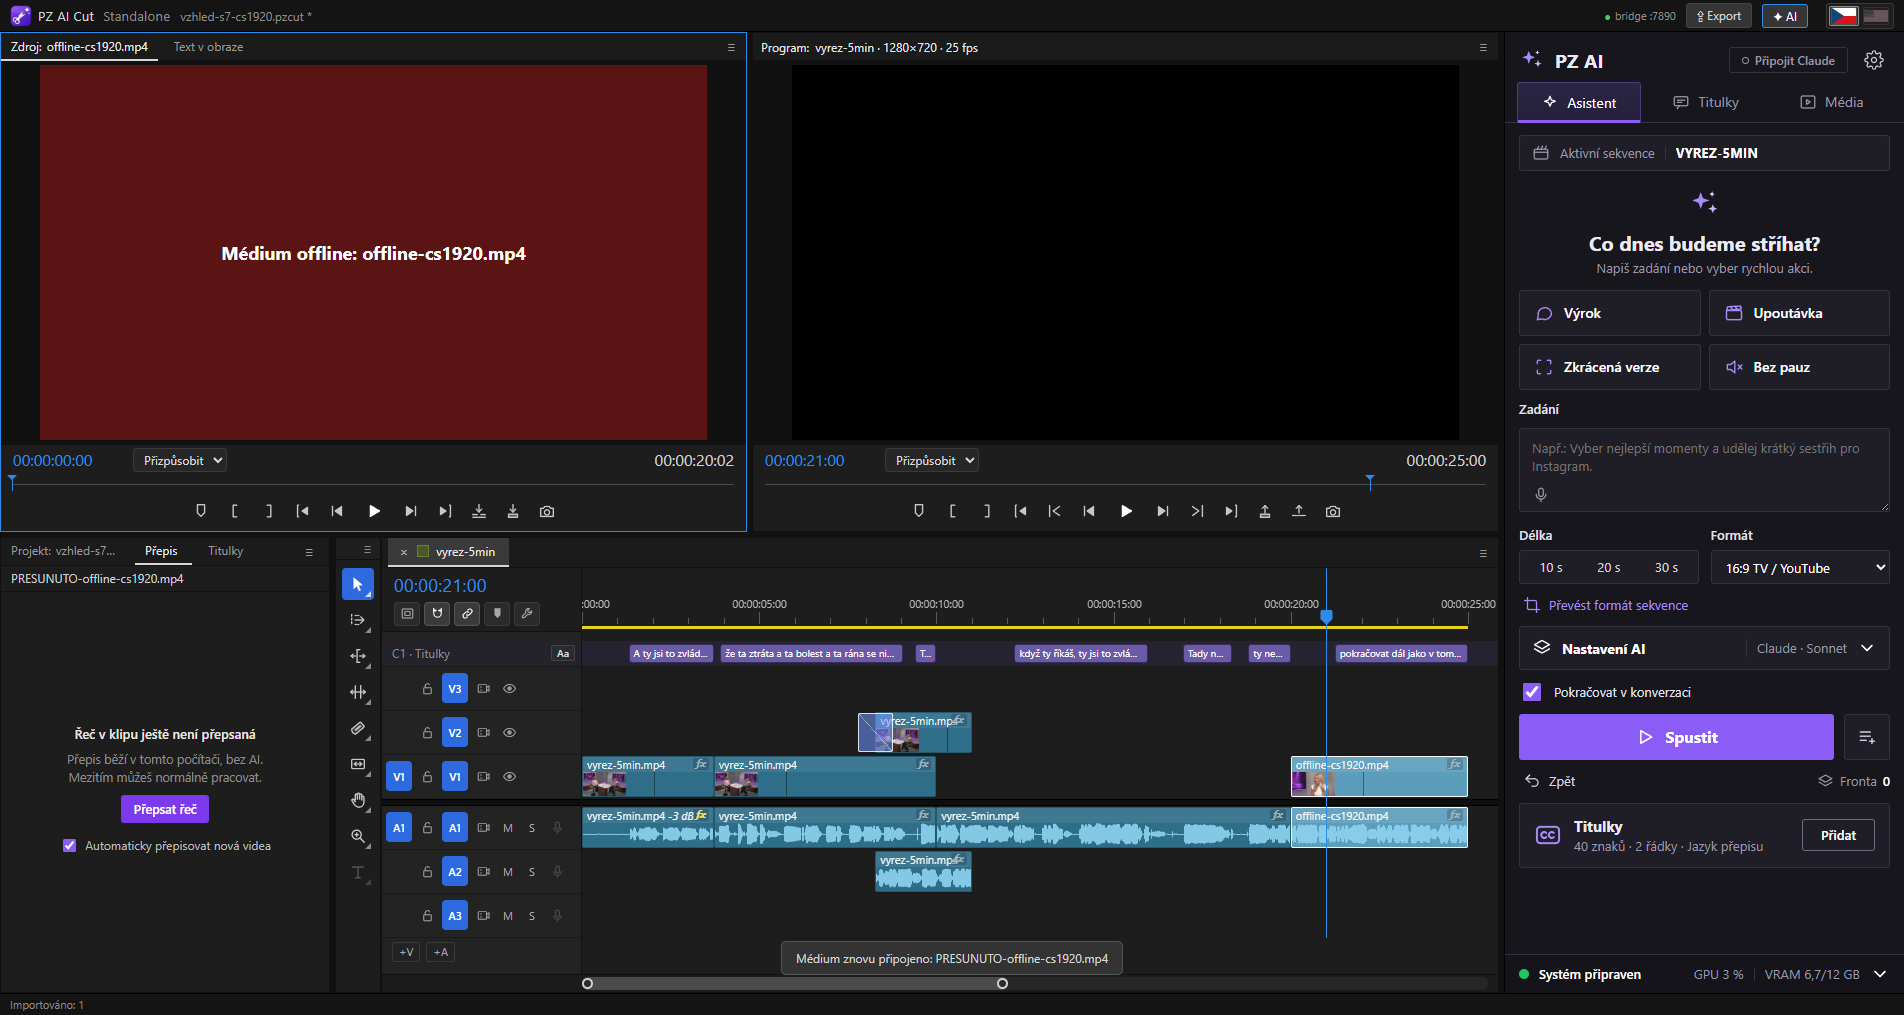 PZ AI Cut Standalone vzhled-s7-cs1920.pzcut *
bridge :7890 Export AI
Zdroj: offline-cs1920.mp4 Text v obraze
Médium offline: offline-cs1920.mp4
00:00:00:00 Přizpůsobit 00:00:20:02
Program: vyrez-5min · 1280×720 · 25 fps
00:00:21:00 Přizpůsobit 00:00:25:00
Projekt: vzhled-s7... Přepis Titulky
PRESUNUTO-offline-cs1920.mp4
Řeč v klipu ještě není přepsaná
Přepis běží v tomto počítači, bez AI.
Mezitím můžeš normálně pracovat.
Přepsat řeč
Automaticky přepisovat nová videa
× vyrez-5min
00:00:21:00
:00:00 00:00:05:00 00:00:10:00 00:00:15:00 00:00:20:00 00:00:25:00
C1 · Titulky Aa
A ty jsi to zvlád... že ta ztráta a ta bolest a ta rána se ni... T... když ty říkáš, ty jsi to zvlá... Tady n... ty ne... pokračovat dál jako v tom...
V3
V2 vyrez-5min.mp4 fx
V1 V1 vyrez-5min.mp4 fx vyrez-5min.mp4 fx offline-cs1920.mp4 fx
A1 A1 M S vyrez-5min.mp4 -3 dB fx vyrez-5min.mp4 fx vyrez-5min.mp4 fx offline-cs1920.mp4 fx
A2 M S vyrez-5min.mp4 fx
A3 M S
+V +A
Médium znovu připojeno: PRESUNUTO-offline-cs1920.mp4
Importováno: 1
PZ AI Připojit Claude
Asistent Titulky Média
Aktivní sekvence VYREZ-5MIN
Co dnes budeme stříhat?
Napiš zadání nebo vyber rychlou akci.
Výrok Upoutávka
Zkrácená verze Bez pauz
Zadání
Např.: Vyber nejlepší momenty a udělej krátký sestřih pro
Instagram.
Délka Formát
10 s 20 s 30 s 16:9 TV / YouTube
Převést formát sekvence
Nastavení AI Claude · Sonnet
Pokračovat v konverzaci
Spustit
Zpět Fronta 0
CC Titulky
40 znaků · 2 řádky · Jazyk přepisu
Přidat
Systém připraven GPU 3 % VRAM 6,7/12 GB